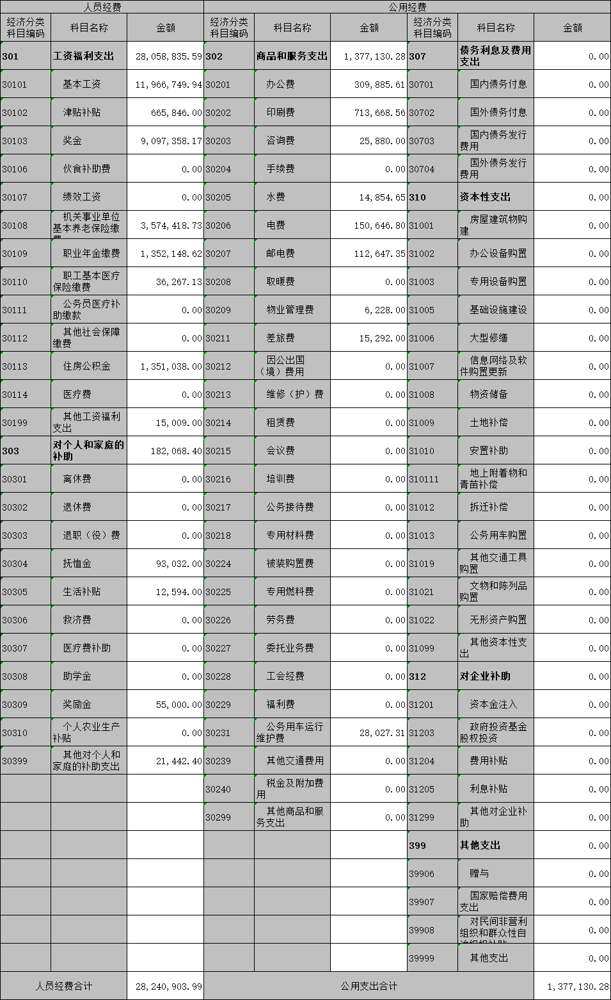 人员经费 公用经费
经济分类科目编码 科目名称 金额 经济分类科目编码 科目名称 金额 经济分类科目编码 科目名称 金额
301 工资福利支出 28,058,835.59 302 商品和服务支出 1,377,130.28 307 债务利息及费用支出 0.00
30101 基本工资 11,966,749.94 30201 办公费 309,885.61 30701 国内债务付息 0.00
30102 津贴补贴 665,846.00 30202 印刷费 713,668.56 30702 国外债务付息 0.00
30103 奖金 9,097,358.17 30203 咨询费 25,880.00 30703 国内债务发行费用 0.00
30106 伙食补助费 0.00 30204 手续费 0.00 30704 国外债务发行费用 0.00
30107 绩效工资 0.00 30205 水费 14,854.65 310 资本性支出 0.00
30108 机关事业单位基本养老保险缴费 3,574,418.73 30206 电费 150,646.80 31001 房屋建筑物购建 0.00
30109 职业年金缴费 1,352,148.62 30207 邮电费 112,647.35 31002 办公设备购置 0.00
30110 职工基本医疗保险缴费 36,267.13 30208 取暖费 0.00 31003 专用设备购置 0.00
30111 公务员医疗补助缴款 0.00 30209 物业管理费 6,228.00 31005 基础设施建设 0.00
30112 其他社会保障缴费 0.00 30211 差旅费 15,292.00 31006 大型修缮 0.00
30113 住房公积金 1,351,038.00 30212 因公出国（境）费用 0.00 31007 信息网络及软件购置更新 0.00
30114 医疗费 0.00 30213 维修（护）费 0.00 31008 物资储备 0.00
30199 其他工资福利支出 15,009.00 30214 租赁费 0.00 31009 土地补偿 0.00
303 对个人和家庭的补助 182,068.40 30215 会议费 0.00 31010 安置补助 0.00
30301 离休费 0.00 30216 培训费 0.00 310111 地上附着物和青苗补偿 0.00
30302 退休费 0.00 30217 公务接待费 0.00 31012 拆迁补偿 0.00
30303 退职（役）费 0.00 30218 专用材料费 0.00 31013 公务用车购置 0.00
30304 抚恤金 93,032.00 30224 被装购置费 0.00 31019 其他交通工具购置 0.00
30305 生活补贴 12,594.00 30225 专用燃料费 0.00 31021 文物和陈列品购置 0.00
30306 救济费 0.00 30226 劳务费 0.00 31022 无形资产购置 0.00
30307 医疗费补助 0.00 30227 委托业务费 0.00 31099 其他资本性支出 0.00
30308 助学金 0.00 30228 工会经费 0.00 312 对企业补助 0.00
30309 奖励金 55,000.00 30229 福利费 0.00 31201 资本金注入 0.00
30310 个人农业生产补贴 0.00 30231 公务用车运行维护费 28,027.31 31203 政府投资基金股权投资 0.00
30399 其他对个人和家庭的补助支出 21,442.40 30239 其他交通费用 0.00 31204 费用补贴 0.00
30240 税金及附加费用 0.00 31205 利息补贴 0.00
30299 其他商品和服务支出 0.00 31299 其他对企业补助 0.00
399 其他支出 0.00
39906 赠与 0.00
39907 国家赔偿费用支出 0.00
39908 对民间非营利组织和群众性自治组织补贴 0.00
39999 其他支出 0.00
人员经费合计 28,240,903.99 公用支出合计 1,377,130.28